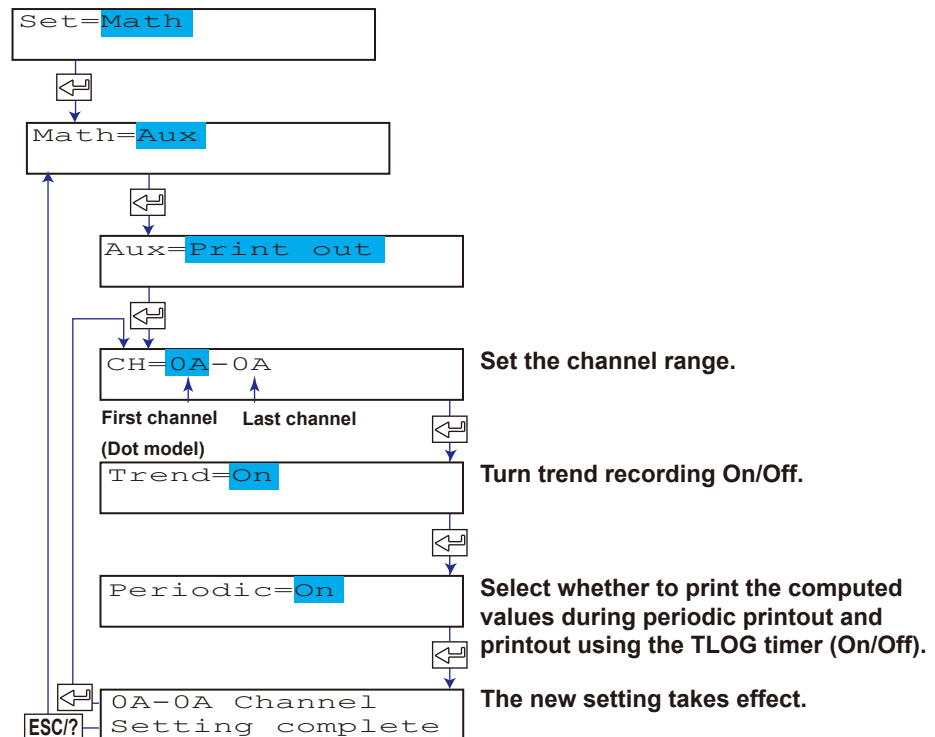 Set=Math
Math=Aux
Aux=Print out
CH=0A-0A
Set the channel range.
First channel Last channel
(Dot model)
Trend=On
Turn trend recording On/Off.
Periodic=On
Select whether to print the computed
values during periodic printout and
printout using the TLOG timer (On/Off).
0A-0A Channel
The new setting takes effect.
ESC/?
Setting complete